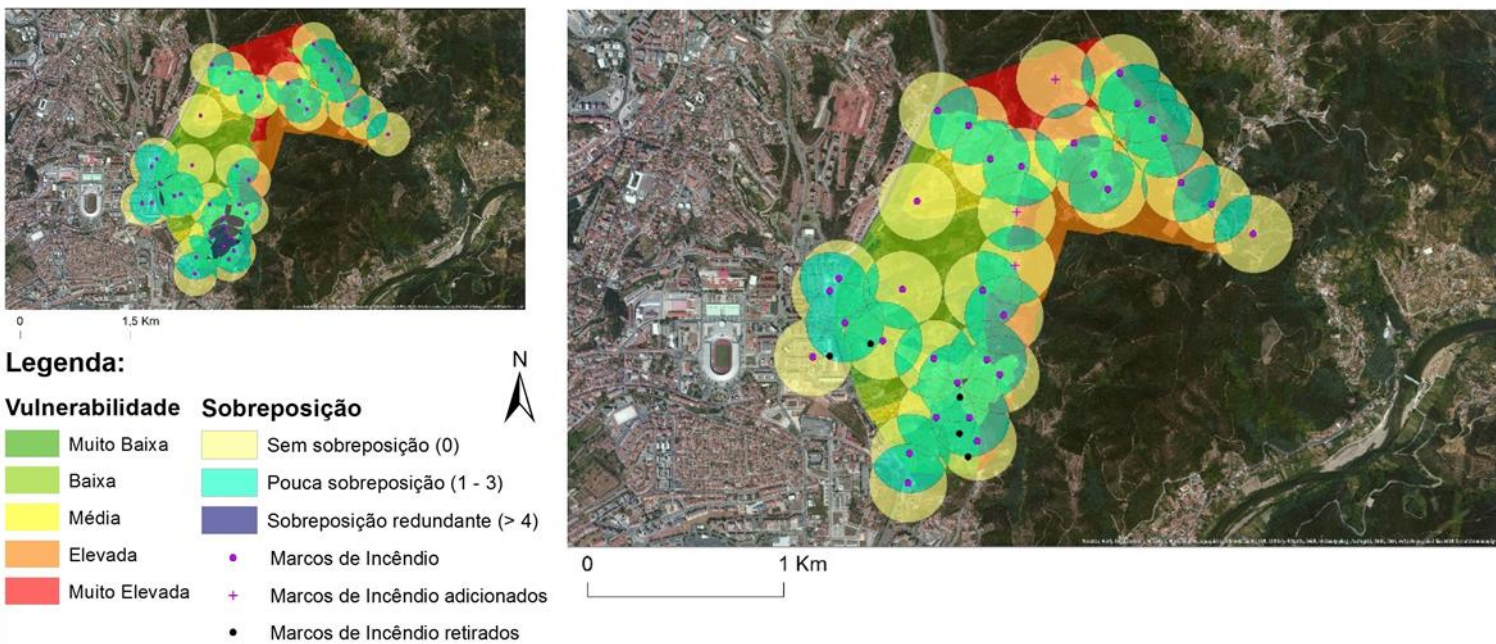 0 1,5 Km
Legenda:
N
Vulnerabilidade
Muito Baixa
Baixa
Média
Elevada
Muito Elevada
Sobreposição
Sem sobreposição (0)
Pouca sobreposição (1 - 3)
Sobreposição redundante (> 4)
Marcos de Incêndio
Marcos de Incêndio adicionados
Marcos de Incêndio retirados
0 1 Km